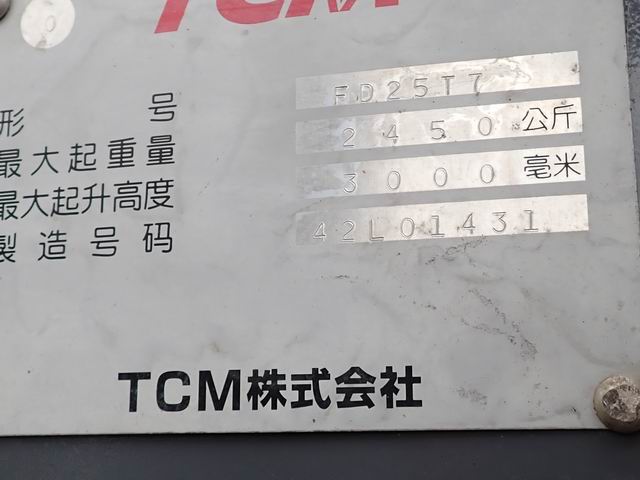 TCM
形号 FD25T7
最大起重量 2450 公斤
最大起升高度 3000 毫米
製造号码 42L01431
TCM株式会社